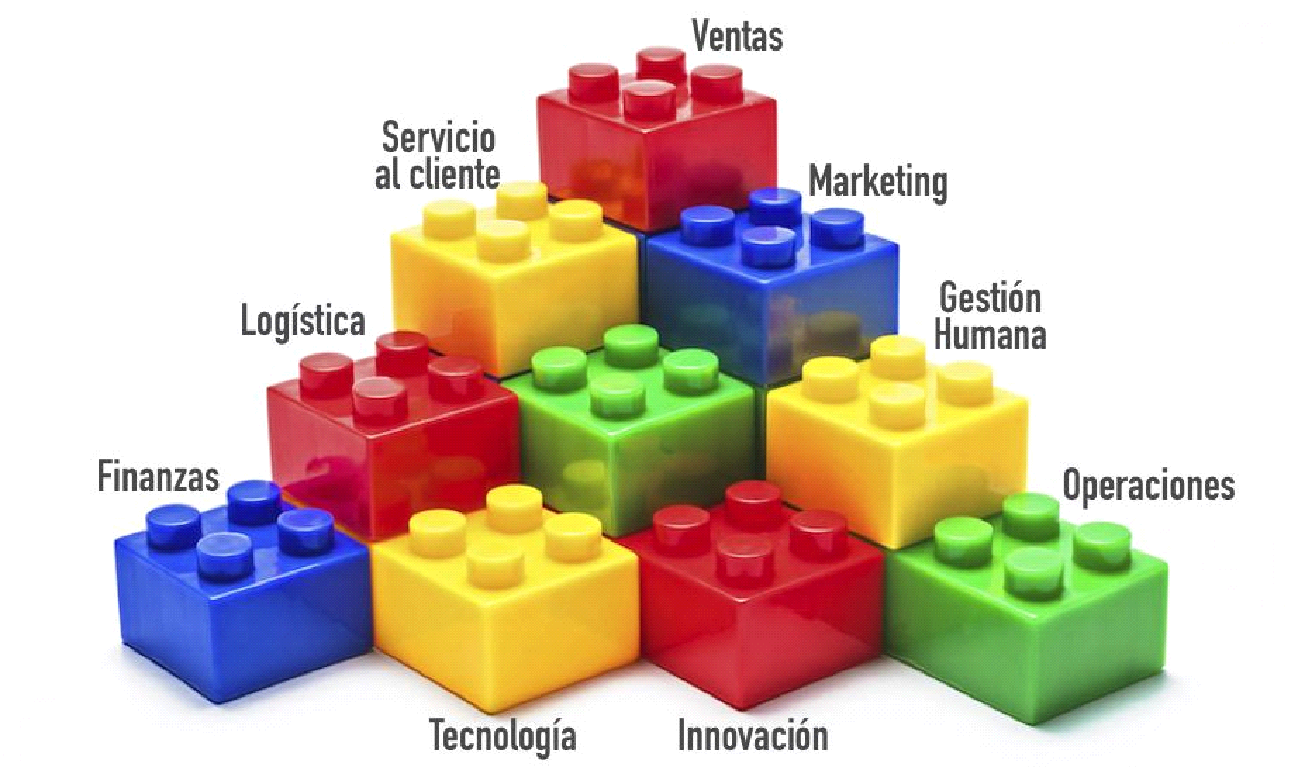 Ventas
Servicio
al cliente
Marketing
Logística
Gestión
Humana
Finanzas
Operaciones
Tecnología
Innovación